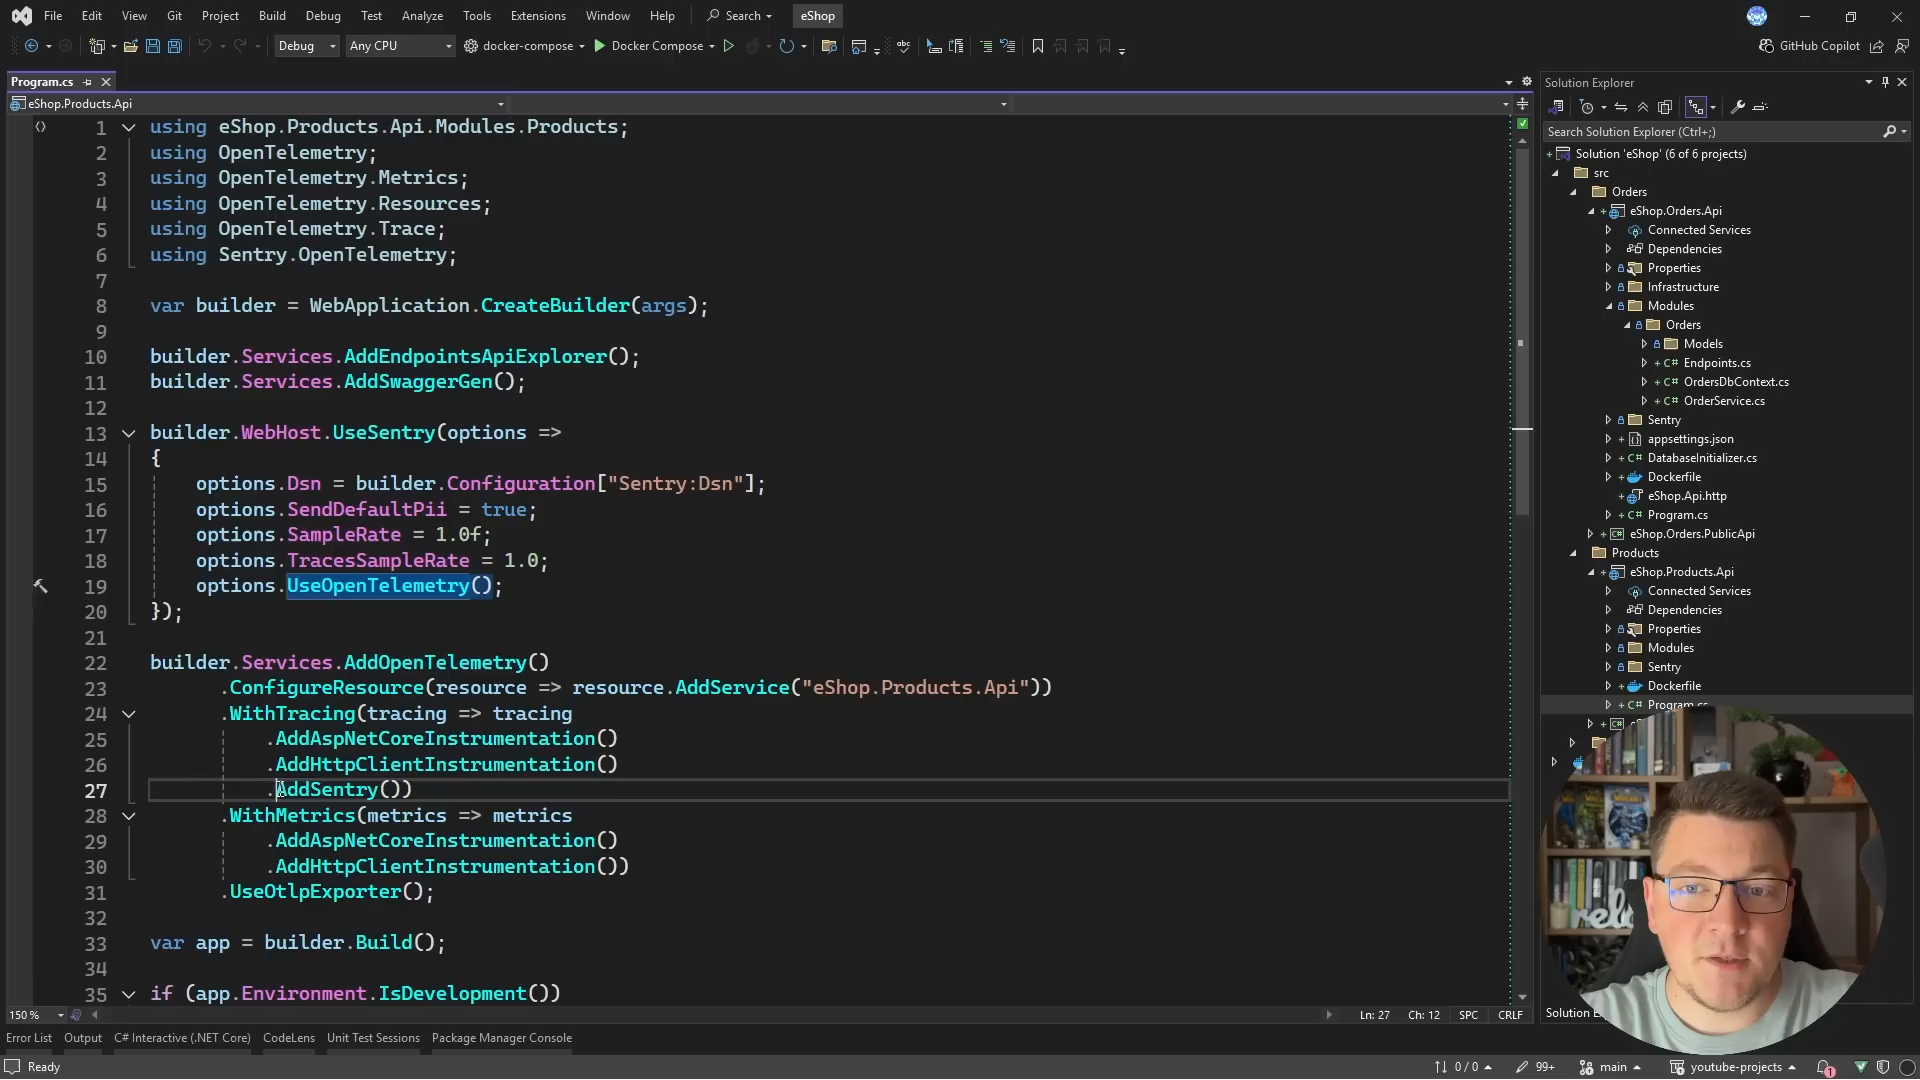 File Edit View Git Project Build Debug Test Analyze Tools Extensions Window Help Search eShop
Debug Any CPU docker-compose Docker Compose GitHub Copilot
Program.cs
eShop.Products.Api
1 using eShop.Products.Api.Modules.Products;
2 using OpenTelemetry;
3 using OpenTelemetry.Metrics;
4 using OpenTelemetry.Resources;
5 using OpenTelemetry.Trace;
6 using Sentry.OpenTelemetry;
7
8 var builder = WebApplication.CreateBuilder(args);
9
10 builder.Services.AddEndpointsApiExplorer();
11 builder.Services.AddSwaggerGen();
12
13 builder.WebHost.UseSentry(options =>
14 {
15 options.Dsn = builder.Configuration["Sentry:Dsn"];
16 options.SendDefaultPii = true;
17 options.SampleRate = 1.0f;
18 options.TracesSampleRate = 1.0;
19 options.UseOpenTelemetry();
20 });
21
22 builder.Services.AddOpenTelemetry()
23 .ConfigureResource(resource => resource.AddService("eShop.Products.Api"))
24 .WithTracing(tracing => tracing
25 .AddAspNetCoreInstrumentation()
26 .AddHttpClientInstrumentation()
27 .AddSentry())
28 .WithMetrics(metrics => metrics
29 .AddAspNetCoreInstrumentation()
30 .AddHttpClientInstrumentation())
31 .UseOtlpExporter();
32
33 var app = builder.Build();
34
35 if (app.Environment.IsDevelopment())
150 % Ln: 27 Ch: 12 SPC CRLF
Error List Output C# Interactive (.NET Core) CodeLens Unit Test Sessions Package Manager Console
Ready 0 / 0 99+ main youtube-projects 1
Solution Explorer
Search Solution Explorer (Ctrl+;)
Solution 'eShop' (6 of 6 projects)
src
Orders
eShop.Orders.Api
Connected Services
Dependencies
Properties
Infrastructure
Modules
Orders
Models
C# Endpoints.cs
C# OrdersDbContext.cs
C# OrderService.cs
Sentry
appsettings.json
C# DatabaseInitializer.cs
Dockerfile
eShop.Api.http
C# Program.cs
eShop.Orders.PublicApi
Products
eShop.Products.Api
Connected Services
Dependencies
Properties
Modules
Sentry
Dockerfile
C# Program.cs
Solution